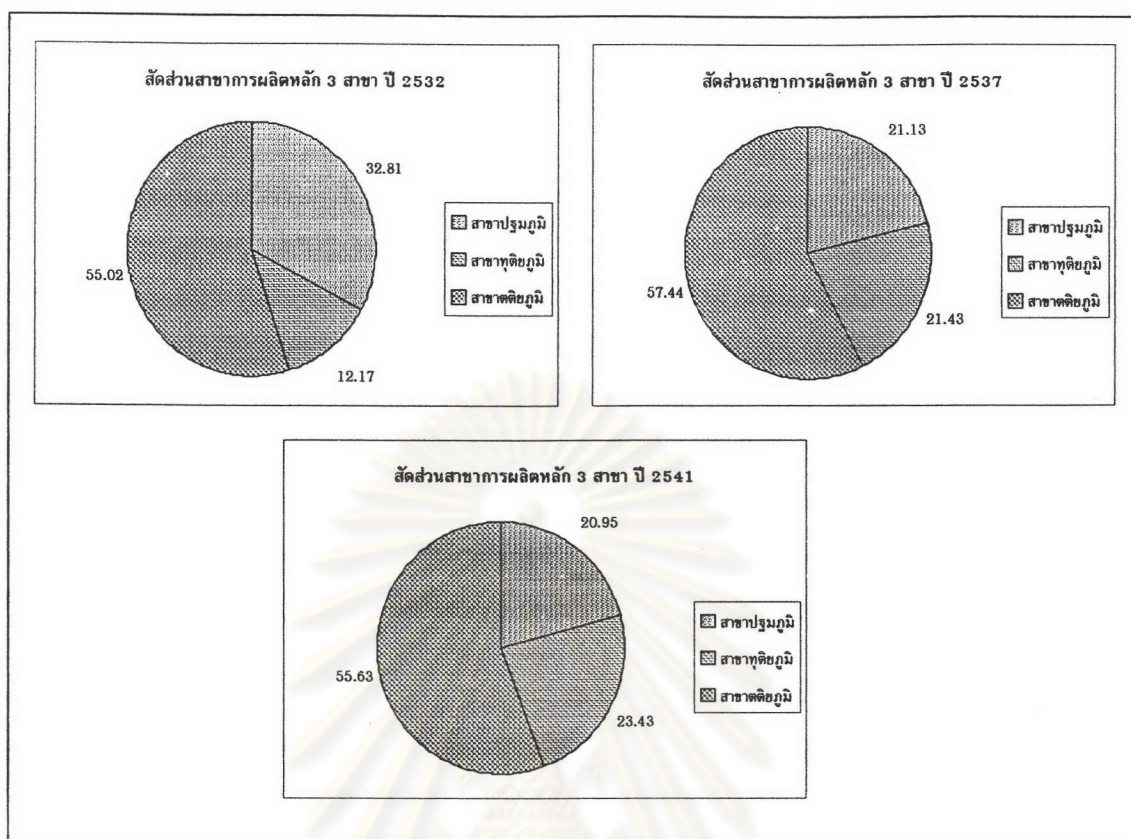 สัดส่วนสาขาการผลิตหลัก 3 สาขา ปี 2532
32.81
55.02
12.17
สาขาปฐมภูมิ
สาขาทุติยภูมิ
สาขาตติยภูมิ
สัดส่วนสาขาการผลิตหลัก 3 สาขา ปี 2537
21.13
57.44
21.43
สาขาปฐมภูมิ
สาขาทุติยภูมิ
สาขาตติยภูมิ
สัดส่วนสาขาการผลิตหลัก 3 สาขา ปี 2541
20.95
55.63
23.43
สาขาปฐมภูมิ
สาขาทุติยภูมิ
สาขาตติยภูมิ